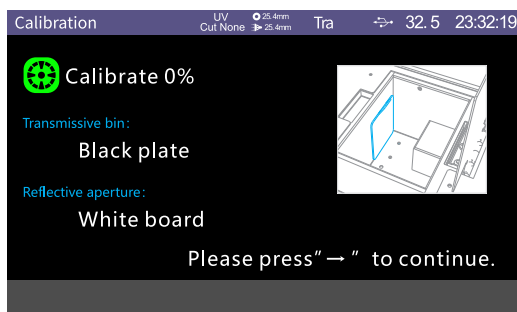 Calibration UV Cut None 25.4mm 25.4mm Tra 32.5 23:32:19
Calibrate 0%
Transmissive bin:
Black plate
Reflective aperture:
White board
Please press"→" to continue.